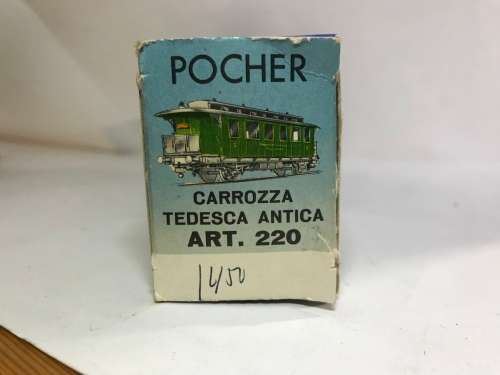 POCHER
CARROZZA
TEDESCA ANTICA
ART. 220
1450